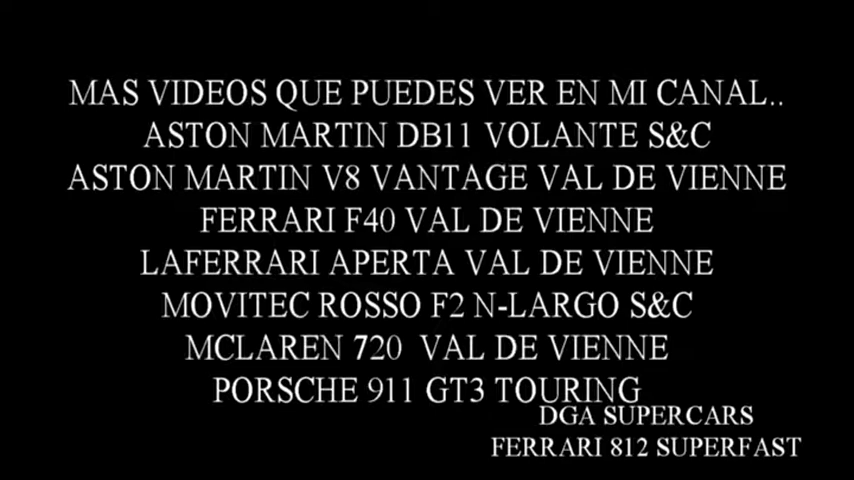 MAS VIDEOS QUE PUEDES VER EN MI CANAL..
ASTON MARTIN DB11 VOLANTE S&C
ASTON MARTIN V8 VANTAGE VAL DE VIENNE
FERRARI F40 VAL DE VIENNE
LAFERRARI APERTA VAL DE VIENNE
MOVITEC ROSSO F2 N-LARGO S&C
MCLAREN 720 VAL DE VIENNE
PORSCHE 911 GT3 TOURING
DGA SUPERCARS
FERRARI 812 SUPERFAST